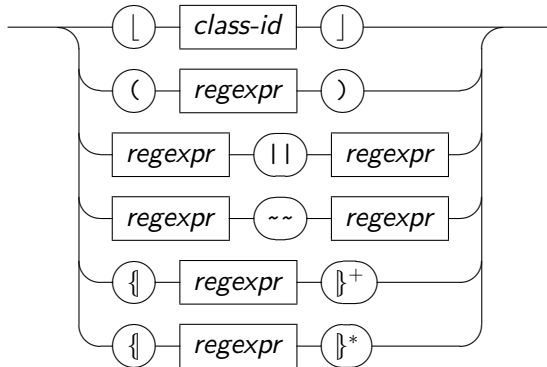 ⌊ class-id ⌋
( regexpr )
regexpr || regexpr
regexpr ~~ regexpr
⦃ regexpr ⦄⁺
⦃ regexpr ⦄*